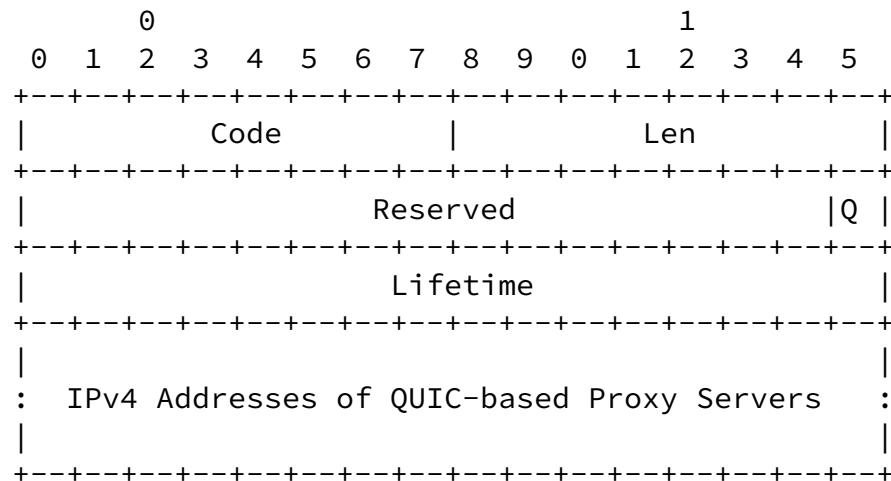 0 1
0 1 2 3 4 5 6 7 8 9 0 1 2 3 4 5
+--+--+--+--+--+--+--+--+--+--+--+--+--+--+--+--+
| Code | Len |
+--+--+--+--+--+--+--+--+--+--+--+--+--+--+--+--+
| Reserved |Q |
+--+--+--+--+--+--+--+--+--+--+--+--+--+--+--+--+
| Lifetime |
+--+--+--+--+--+--+--+--+--+--+--+--+--+--+--+--+
| |
: IPv4 Addresses of QUIC-based Proxy Servers :
| |
+--+--+--+--+--+--+--+--+--+--+--+--+--+--+--+--+